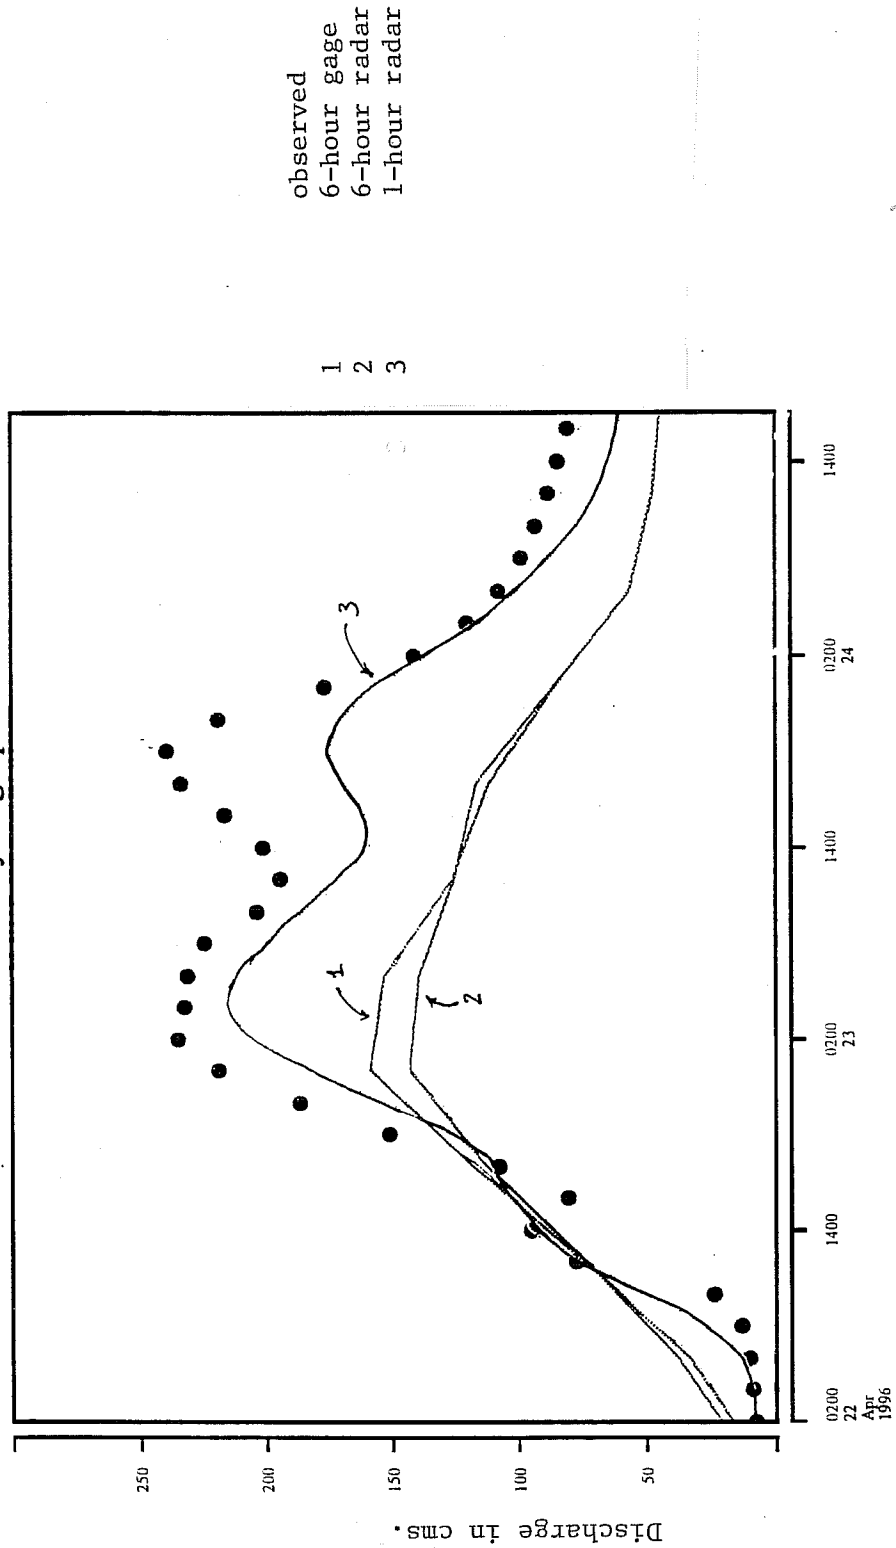 observed
1 6-hour gage
2 6-hour radar
3 1-hour radar
Discharge in cms.
250
200
150
100
50
1
2
3
0200 1400 0200 1400 0200 1400
22 23 24
Apr
1996